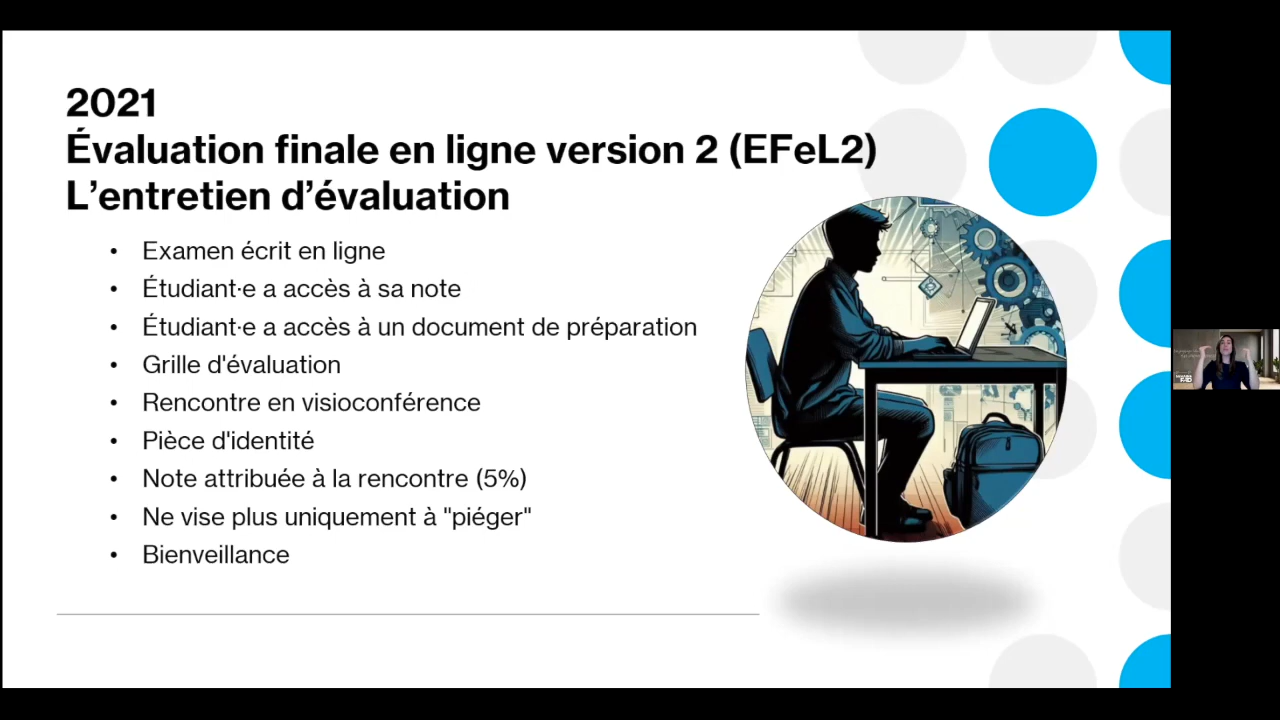 2021
Évaluation finale en ligne version 2 (EFeL2)
L’entretien d’évaluation
• Examen écrit en ligne
• Étudiant·e a accès à sa note
• Étudiant·e a accès à un document de préparation
• Grille d'évaluation
• Rencontre en visioconférence
• Pièce d'identité
• Note attribuée à la rencontre (5%)
• Ne vise plus uniquement à "piéger"
• Bienveillance